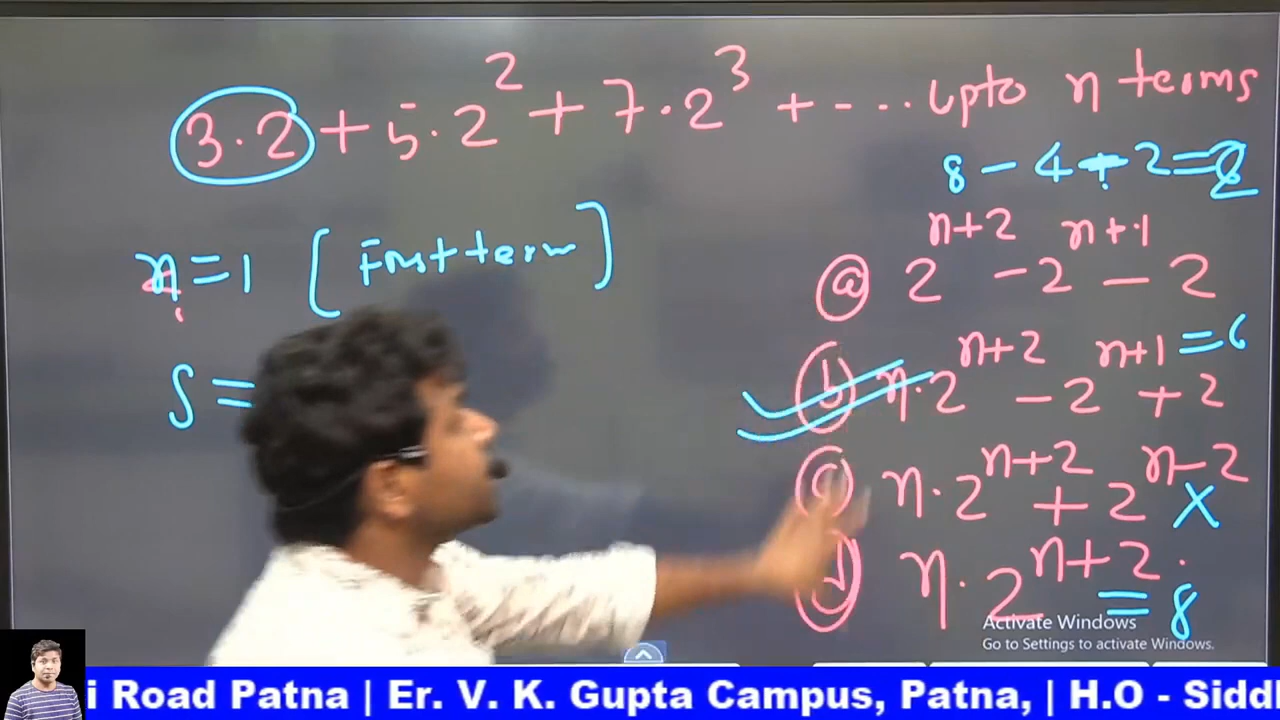 3·2 + 5·2² + 7·2³ + - ... upto n terms
8 - 4 + 2 =
n = 1 [First term]
ⓐ 2ⁿ⁺² - 2ⁿ⁺¹ - 2
S =
ⓑ n·2ⁿ⁺² - 2ⁿ⁺¹ + 2 = 6
ⓒ n·2ⁿ⁺² + 2ⁿ⁻² ×
ⓓ n·2ⁿ⁺². = 8
Activate Windows
Go to Settings to activate Windows.
i Road Patna | Er. V. K. Gupta Campus, Patna, | H.O - Siddl